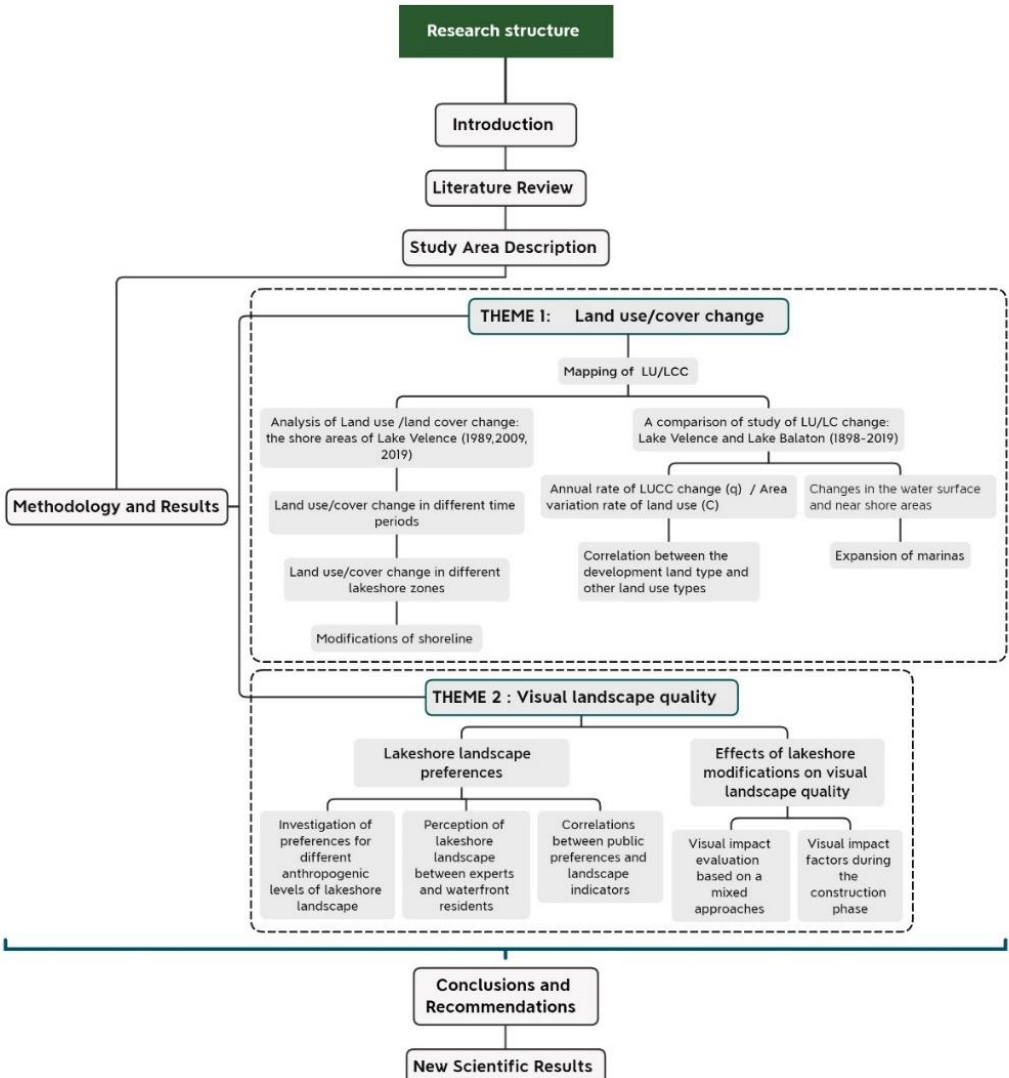 Research structure
Introduction
Literature Review
Study Area Description
THEME 1: Land use/cover change
Mapping of LU/LCC
Analysis of Land use /land cover change:
the shore areas of Lake Velence (1989,2009,
2019)
A comparison of study of LU/LC change:
Lake Velence and Lake Balaton (1898-2019)
Methodology and Results
Land use/cover change in different time
periods
Annual rate of LUCC change (q) / Area
variation rate of land use (C)
Changes in the water surface
and near shore areas
Land use/cover change in different
lakeshore zones
Correlation between the
development land type and
other land use types
Expansion of marinas
Modifications of shoreline
THEME 2 : Visual landscape quality
Lakeshore landscape
preferences
Effects of lakeshore
modifications on visual
landscape quality
Investigation of
preferences for
different
anthropogenic
levels of lakeshore
landscape
Perception of
lakeshore
landscape
between experts
and waterfront
residents
Correlations
between public
preferences and
landscape
indicators
Visual impact
evaluation
based on a
mixed
approaches
Visual impact
factors during
the
construction
phase
Conclusions and
Recommendations
New Scientific Results